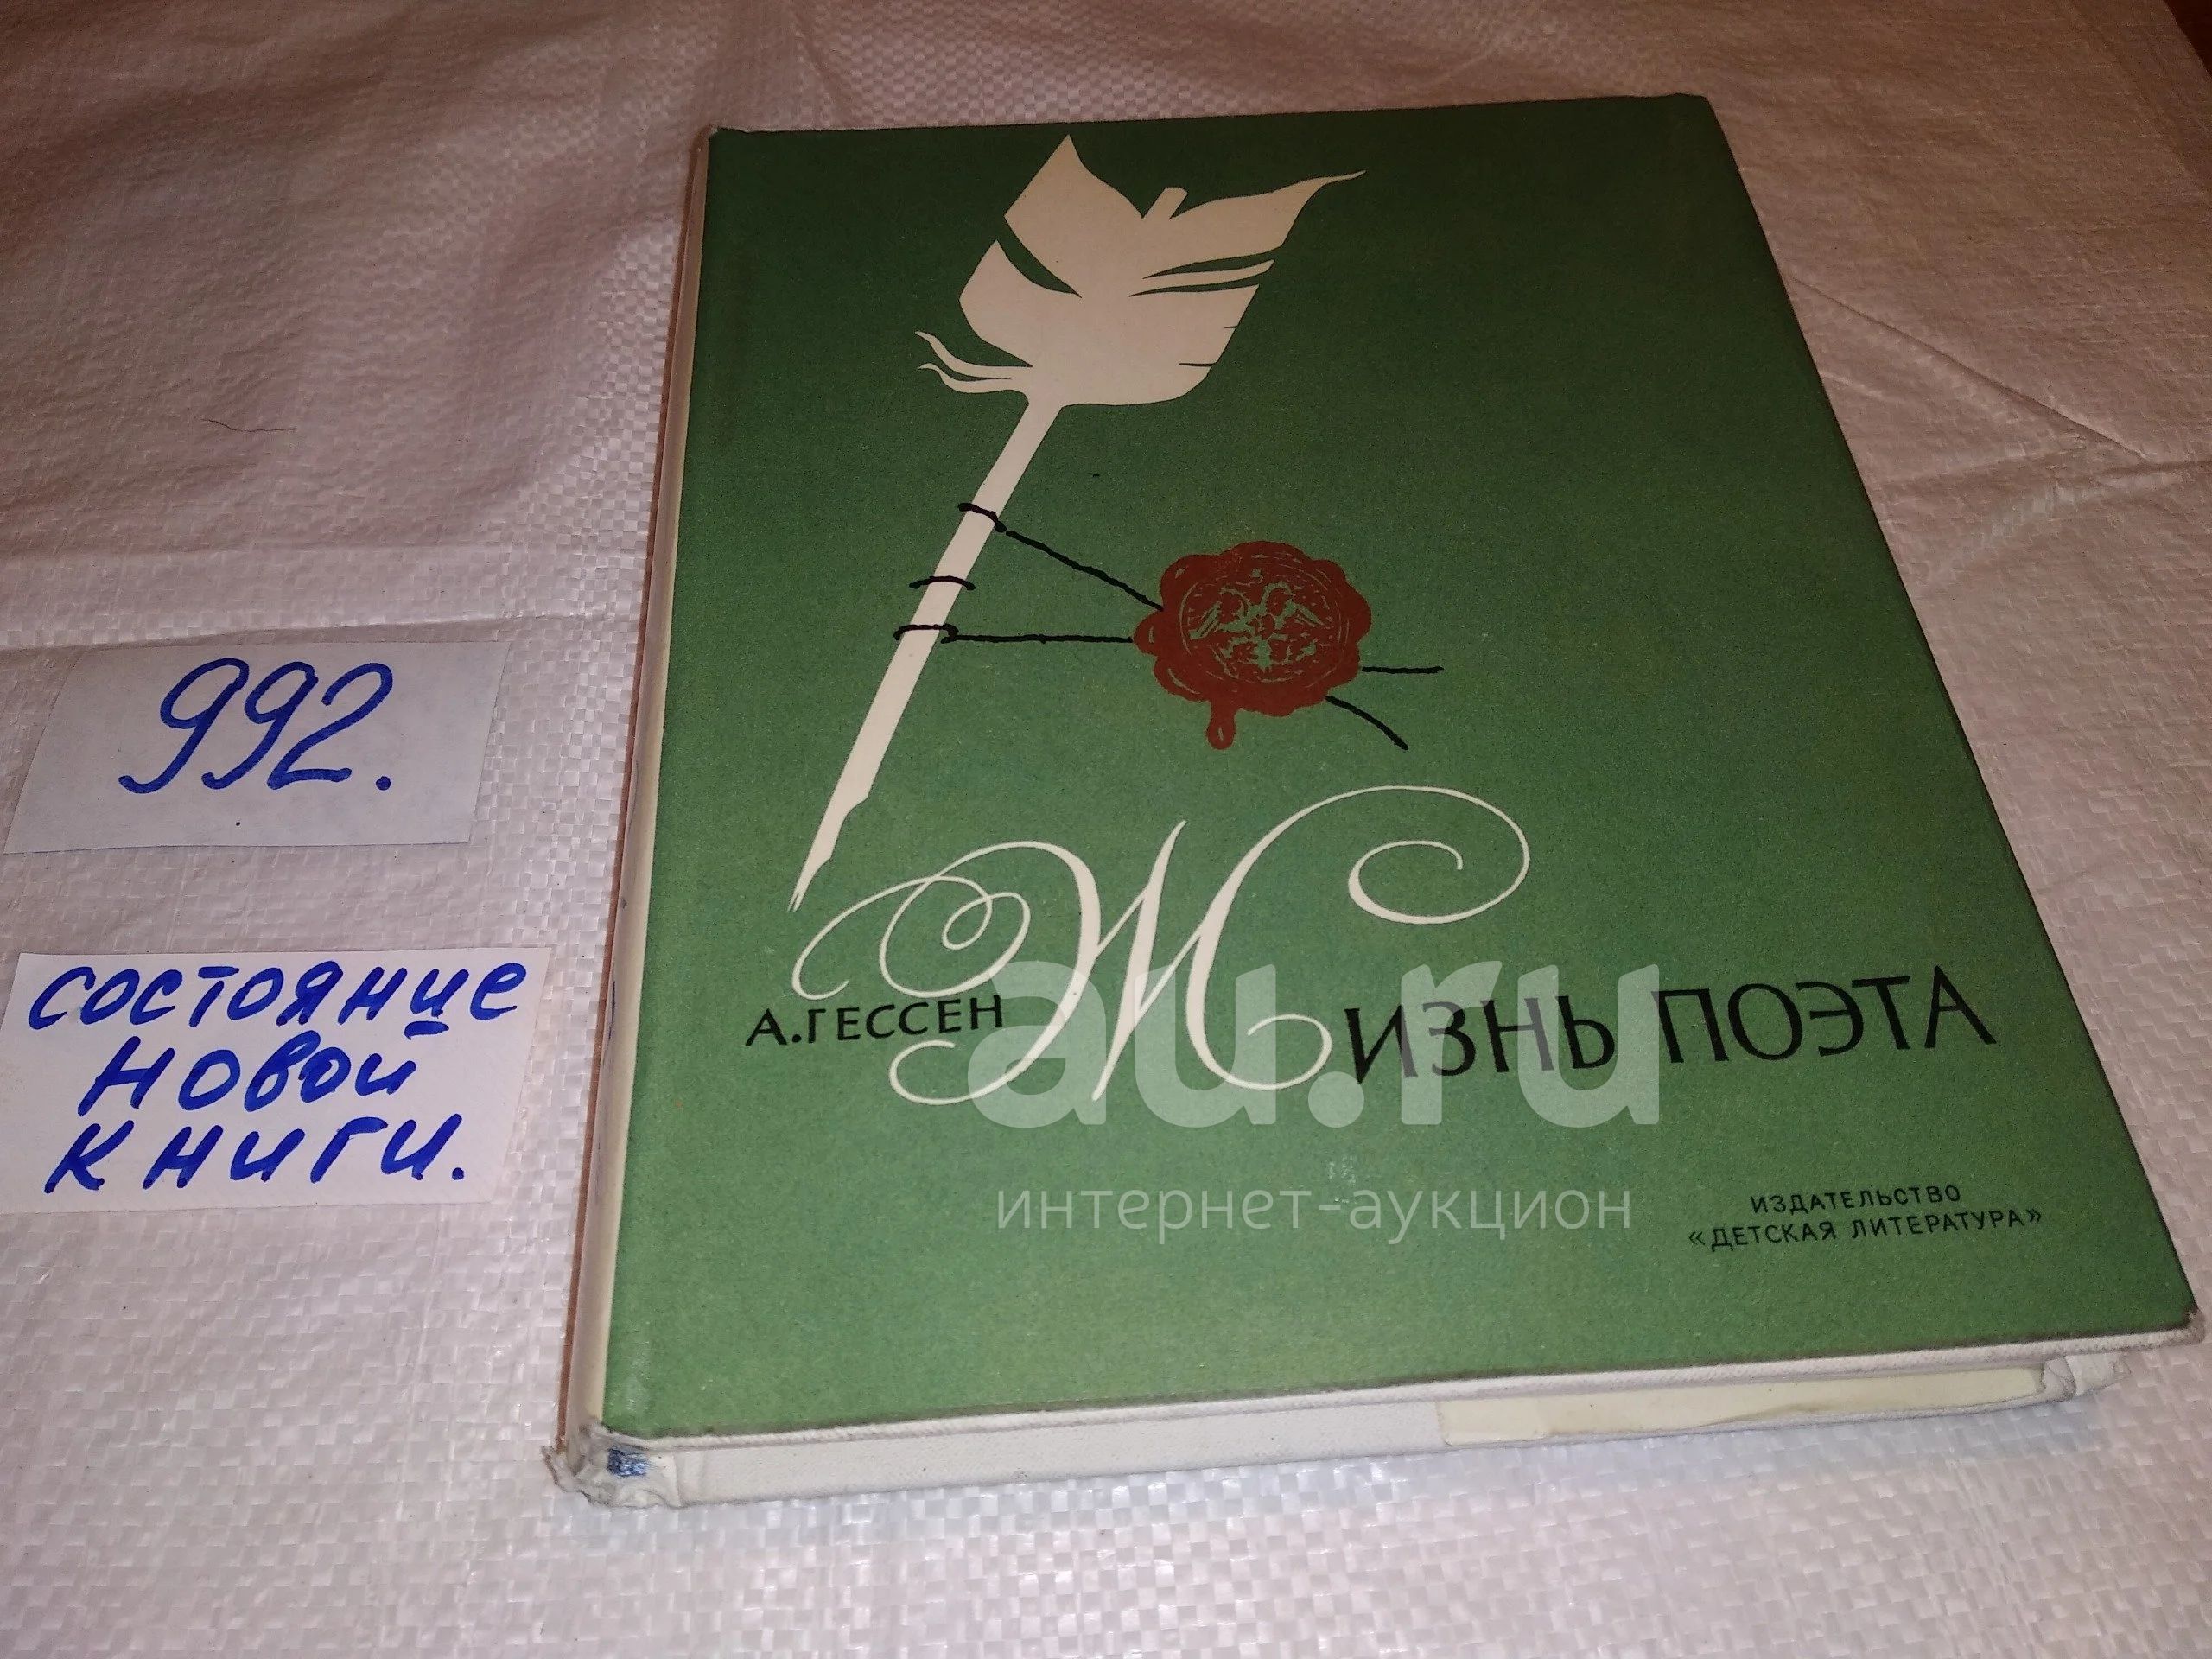 992.
состояние
новой
книги.
А.ГЕССЕН ЖИЗНЬ ПОЭТА
ИЗДАТЕЛЬСТВО
«ДЕТСКАЯ ЛИТЕРАТУРА»
au.ru
интернет-аукцион